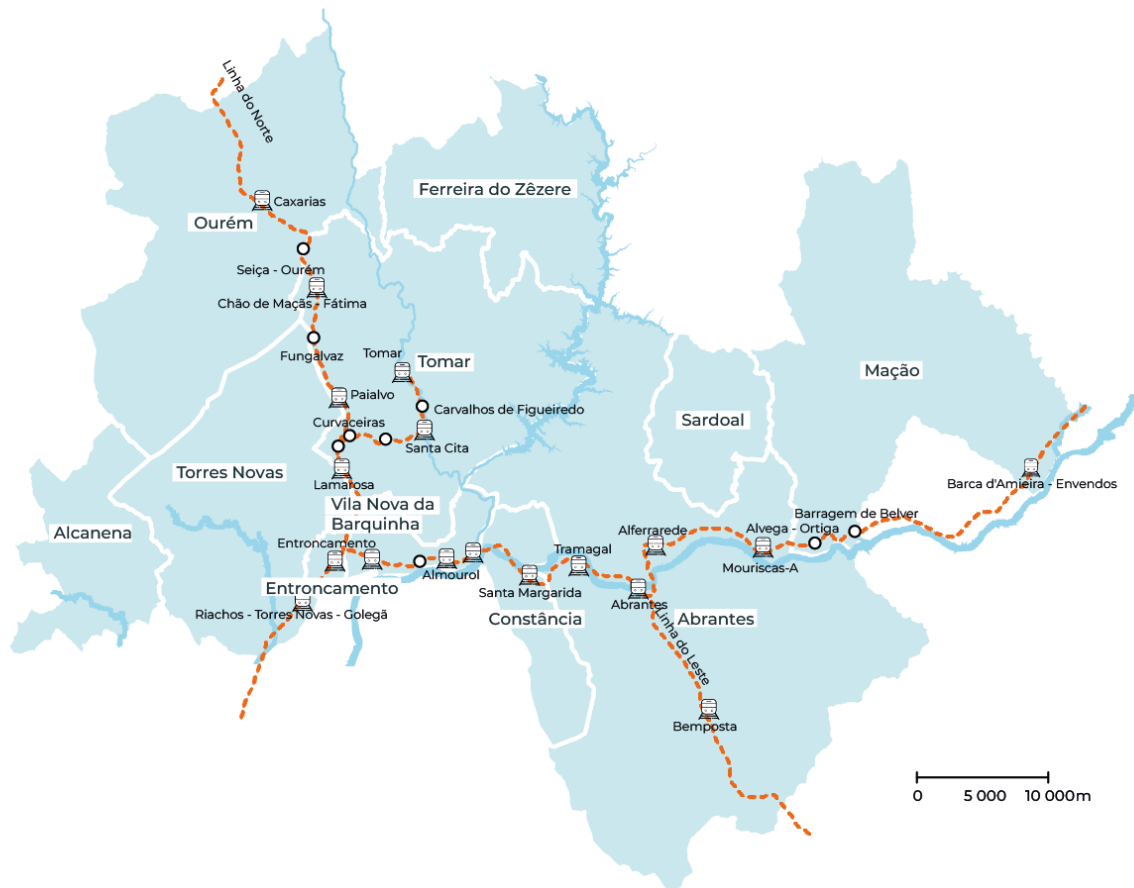 Linha do Norte
Ferreira do Zêzere
Caxarias
Ourém
Seiça - Ourém
Chão de Maçãs - Fátima
Fungalvaz
Tomar
Tomar
Mação
Paialvo
Carvalhos de Figueiredo
Curvaceiras
Sardoal
Santa Cita
Torres Novas
Lamarosa
Barca d'Amieira - Envendos
Vila Nova da
Barquinha
Barragem de Belver
Alcanena
Alferrarede
Alvega - Ortiga
Entroncamento
Tramagal
Mouriscas-A
Almourol
Entroncamento
Santa Margarida
Abrantes
Riachos - Torres Novas - Golegã
Constância
Abrantes
Linha do Leste
Bemposta
0 5 000 10 000m